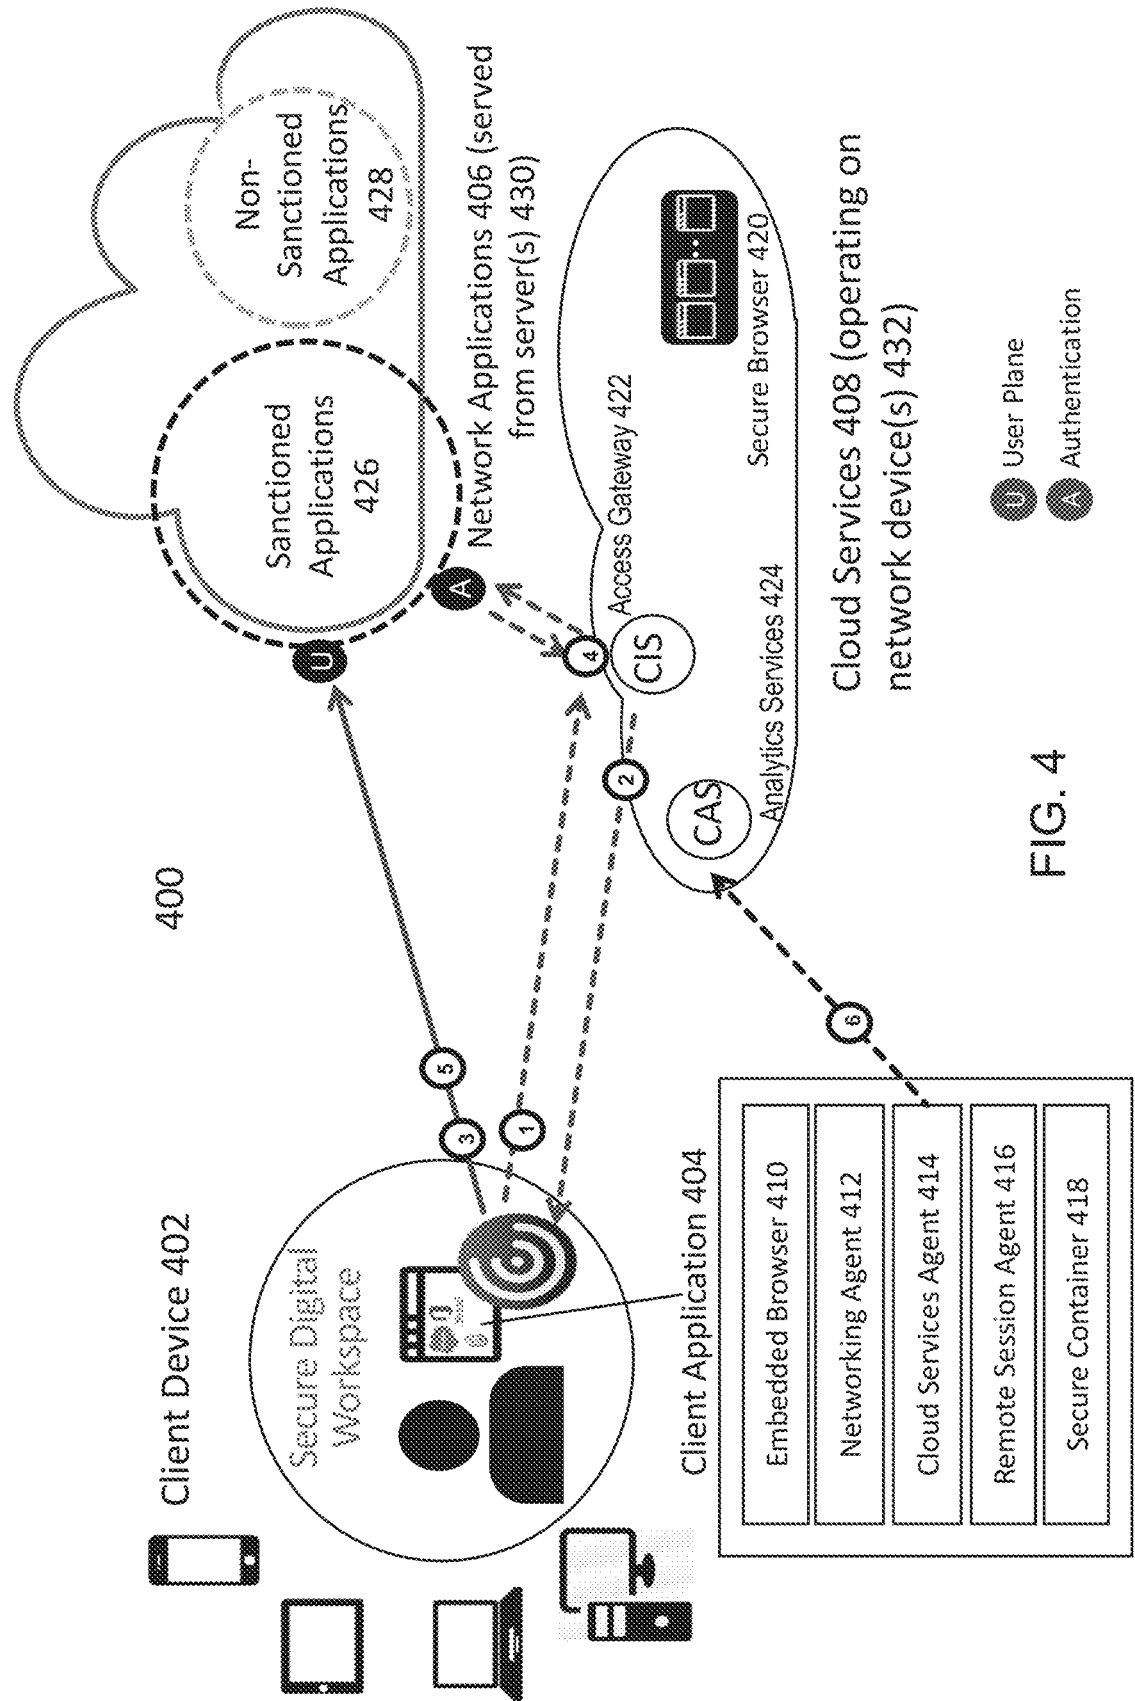 400
Client Device 402
Secure Digital
Workspace
Client Application 404
Embedded Browser 410
Networking Agent 412
Cloud Services Agent 414
Remote Session Agent 416
Secure Container 418
3
5
1
2
4
6
U
A
Sanctioned
Applications
426
Non-
Sanctioned
Applications
428
Network Applications 406 (served
from server(s) 430)
Access Gateway 422
CIS
CAS
Analytics Services 424
Secure Browser 420
Cloud Services 408 (operating on
network device(s) 432)
U User Plane
A Authentication
FIG. 4